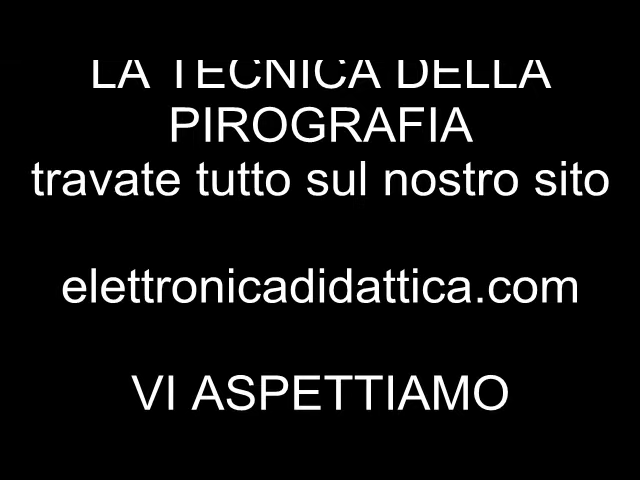 LA TECNICA DELLA
PIROGRAFIA
travate tutto sul nostro sito
elettronicadidattica.com
VI ASPETTIAMO